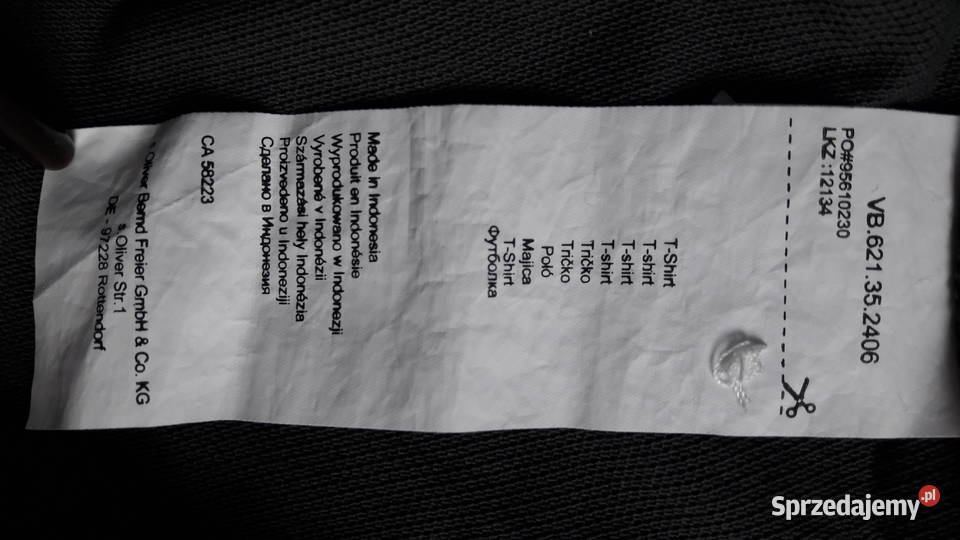 VB.621.35.2406
PO#95610230
LKZ :12134
T-Shirt
T-shirt
T-shirt
T-shirt
Tričko
Tričko
Poló
Majica
T-Shirt
Футболка
Made in Indonesia
Produit en Indonésie
Wyprodukowano w Indonezji
Vyrobené v Indonézii
Származási hely Indonézia
Proizvedeno u Indoneziji
Сделано в Индонезия
CA 58223
s.Oliver Bernd Freier GmbH & Co. KG
s.Oliver Str.1
DE - 97228 Rottendorf
Sprzedajemy.pl